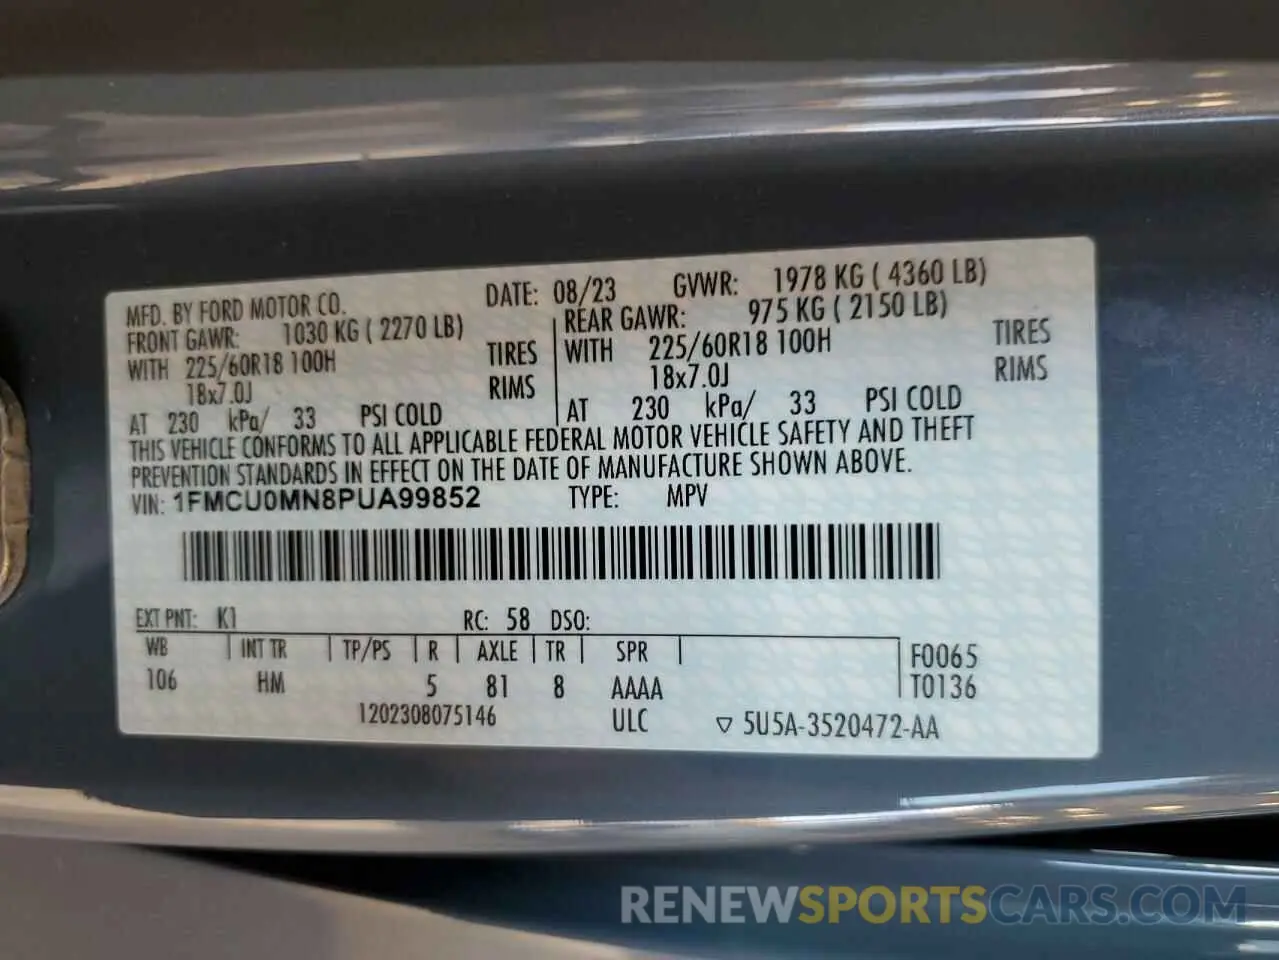 MFD. BY FORD MOTOR CO. DATE: 08/23 GVWR: 1978 KG ( 4360 LB)
FRONT GAWR: 1030 KG ( 2270 LB) REAR GAWR: 975 KG ( 2150 LB)
WITH 225/60R18 100H TIRES WITH 225/60R18 100H TIRES
18x7.0J RIMS 18x7.0J RIMS
AT 230 kPa/ 33 PSI COLD AT 230 kPa/ 33 PSI COLD
THIS VEHICLE CONFORMS TO ALL APPLICABLE FEDERAL MOTOR VEHICLE SAFETY AND THEFT
PREVENTION STANDARDS IN EFFECT ON THE DATE OF MANUFACTURE SHOWN ABOVE.
VIN: 1FMCU0MN8PUA99852 TYPE: MPV
EXT PNT: K1 RC: 58 DSO:
WB INT TR TP/PS R AXLE TR SPR F0065
106 HM 5 81 8 AAAA T0136
1202308075146 ULC ▽ 5U5A-3520472-AA
RENEWSPORTSCARS.COM